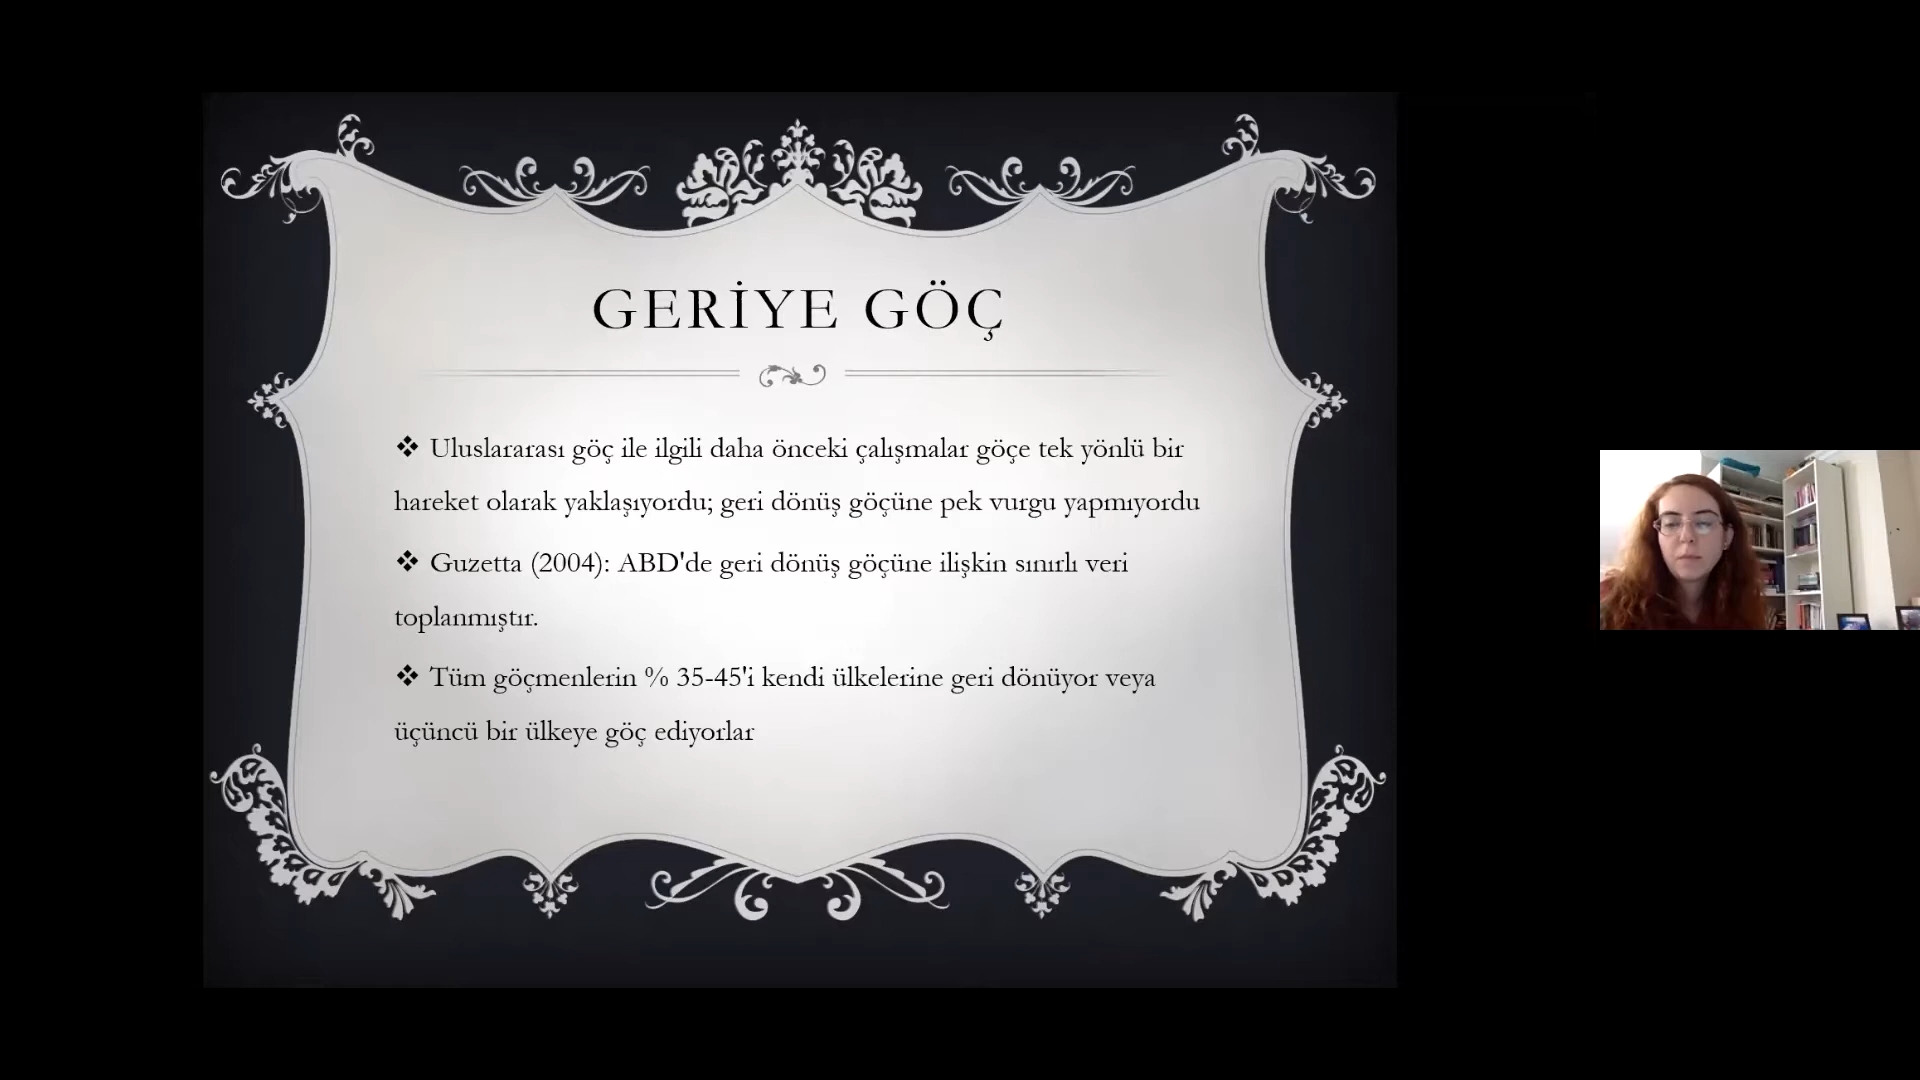 GERİYE GÖÇ
❖ Uluslararası göç ile ilgili daha önceki çalışmalar göçe tek yönlü bir
hareket olarak yaklaşıyordu; geri dönüş göçüne pek vurgu yapmıyordu
❖ Guzetta (2004): ABD'de geri dönüş göçüne ilişkin sınırlı veri
toplanmıştır.
❖ Tüm göçmenlerin % 35-45'i kendi ülkelerine geri dönüyor veya
üçüncü bir ülkeye göç ediyorlar